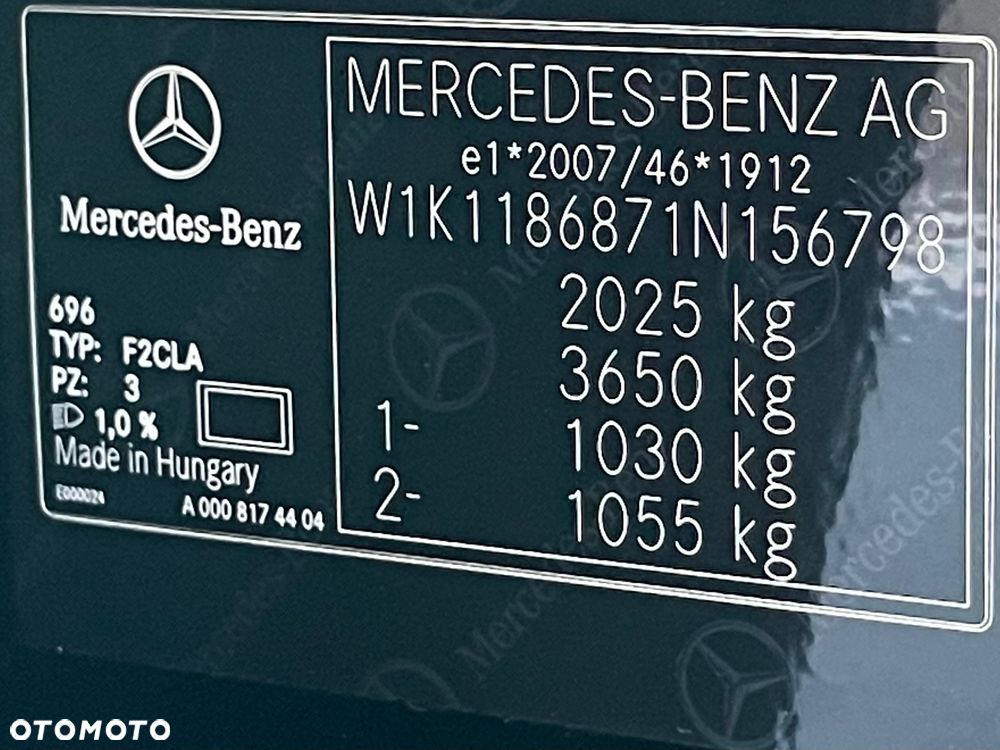 Mercedes-Benz
696
TYP: F2CLA
PZ: 3
1,0 %
Made in Hungary
E000024
A 000 817 44 04
MERCEDES-BENZ AG
e1*2007/46*1912
W1K1186871N156798
2025 kg
3650 kg
1- 1030 kg
2- 1055 kg
OTOMOTO